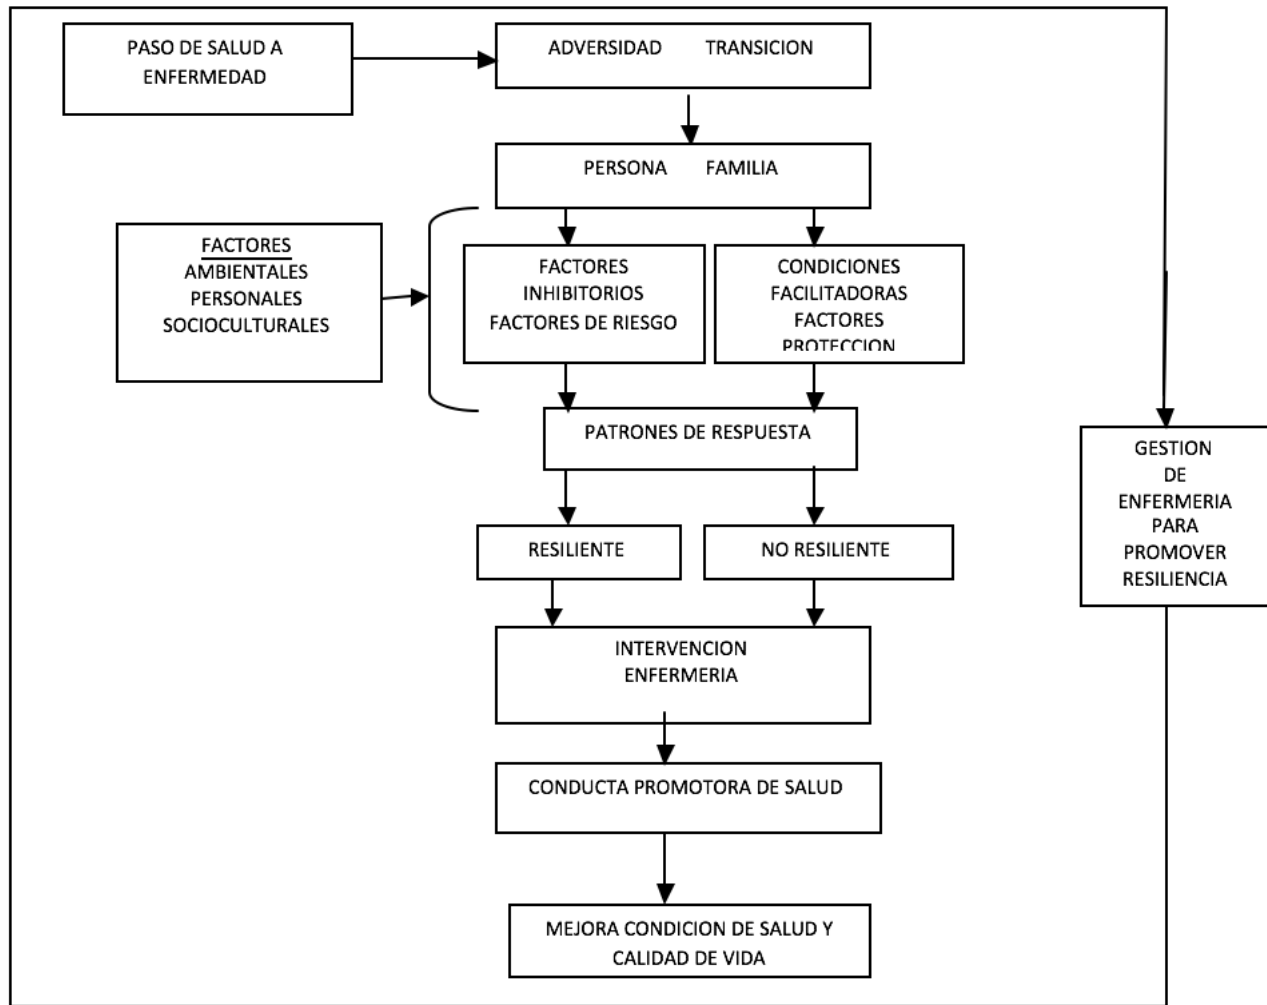 PASO DE SALUD A
ENFERMEDAD
ADVERSIDAD TRANSICION
PERSONA FAMILIA
FACTORES
AMBIENTALES
PERSONALES
SOCIOCULTURALES
FACTORES
INHIBITORIOS
FACTORES DE RIESGO
CONDICIONES
FACILITADORAS
FACTORES
PROTECCION
PATRONES DE RESPUESTA
RESILIENTE
NO RESILIENTE
INTERVENCION
ENFERMERIA
CONDUCTA PROMOTORA DE SALUD
MEJORA CONDICION DE SALUD Y
CALIDAD DE VIDA
GESTION
DE
ENFERMERIA
PARA
PROMOVER
RESILIENCIA